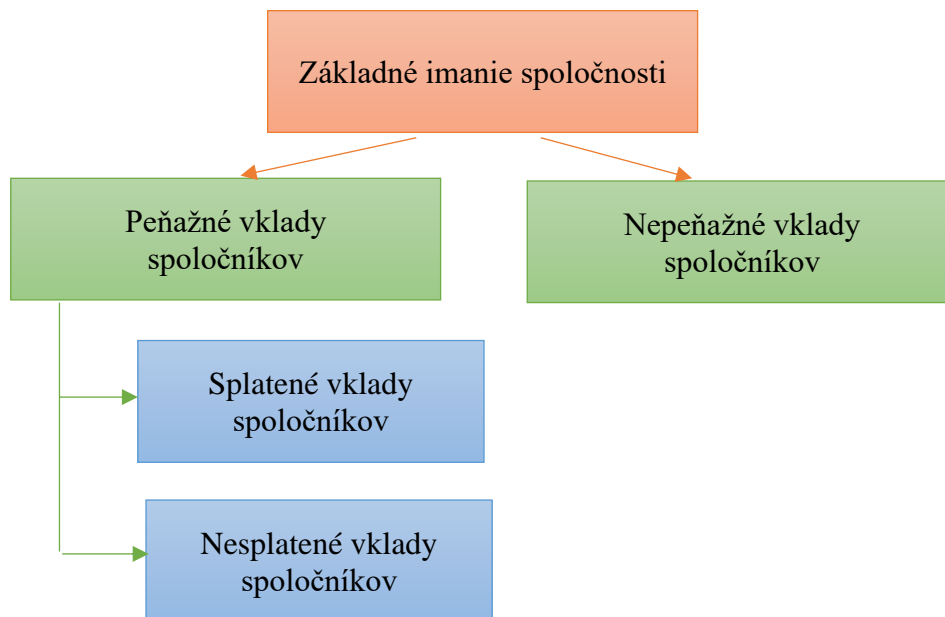 Základné imanie spoločnosti
Peňažné vklady
spoločníkov
Nepeňažné vklady
spoločníkov
Splatené vklady
spoločníkov
Nesplatené vklady
spoločníkov